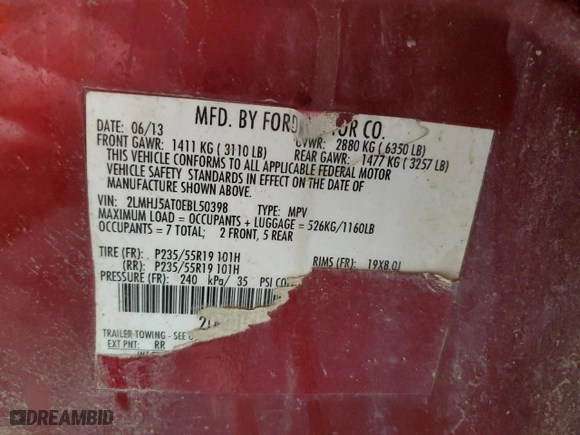 MFD. BY FORD MOTOR CO.
DATE: 06/13 GVWR: 2880 KG ( 6350 LB)
FRONT GAWR: 1411 KG ( 3110 LB) REAR GAWR: 1477 KG ( 3257 LB)
THIS VEHICLE CONFORMS TO ALL APPLICABLE FEDERAL MOTOR
VEHICLE SAFETY STANDARDS IN EFFECT ON THE DATE OF
MANUFACTURE SHOWN ABOVE.
VIN: 2LMHJ5AT0EBL50398 TYPE: MPV
MAXIMUM LOAD = OCCUPANTS + LUGGAGE = 526KG/1160LB
OCCUPANTS = 7 TOTAL; 2 FRONT, 5 REAR
TIRE (FR): P235/55R19 101H RIMS (FR): 19X8.0J
(RR): P235/55R19 101H
PRESSURE (FR): 240 kPa/ 35 PSI
TRAILER TOWING - SEE
EXT PNT: RR
DREAMBID